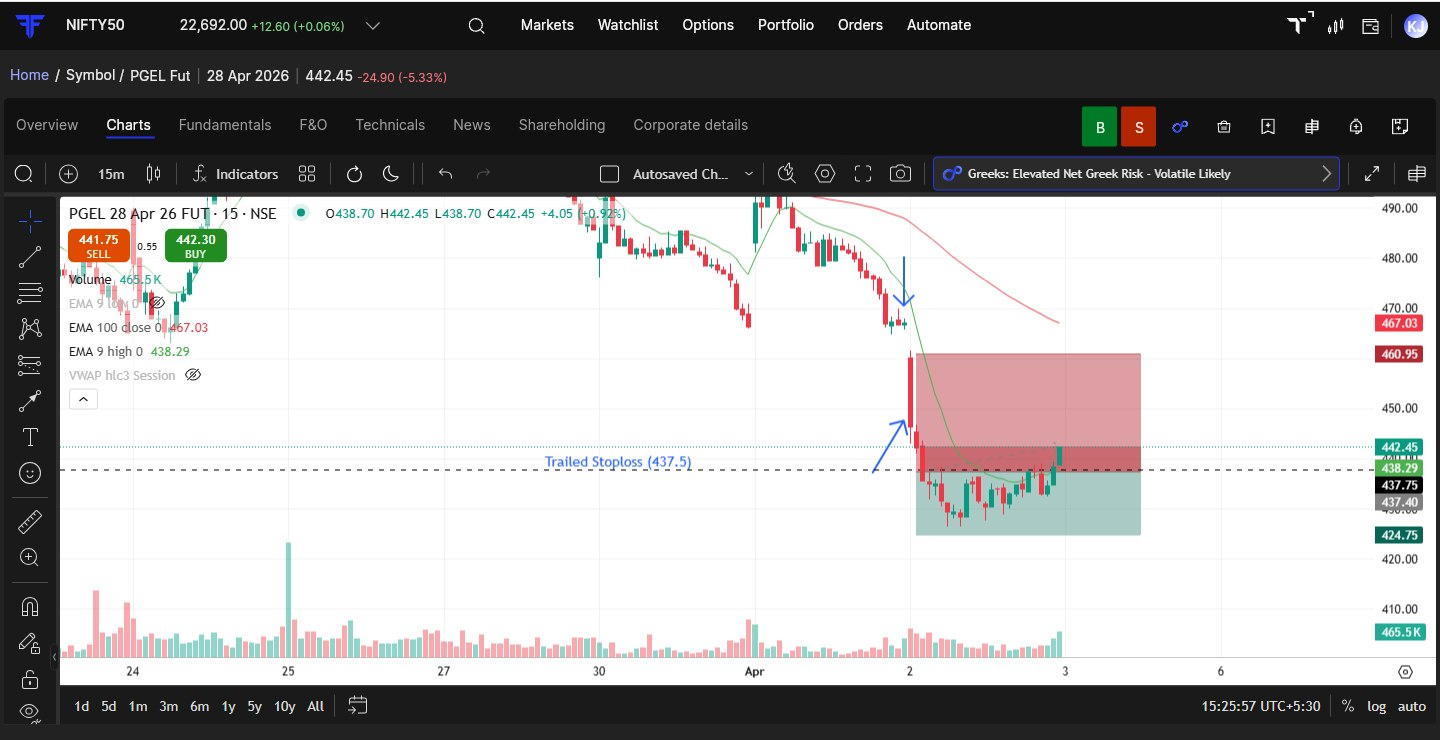 NIFTY50 22,692.00 +12.60 (+0.06%) Markets Watchlist Options Portfolio Orders Automate KJ
Home / Symbol / PGEL Fut | 28 Apr 2026 | 442.45 -24.90 (-5.33%)
Overview Charts Fundamentals F&O Technicals News Shareholding Corporate details B S
15m Indicators Autosaved Ch... Greeks: Elevated Net Greek Risk - Volatile Likely
PGEL 28 Apr 26 FUT · 15 · NSE O438.70 H442.45 L438.70 C442.45 +4.05 (+0.92%)
441.75 SELL 0.55 442.30 BUY
Volume 465.5K
EMA 9 low 0
EMA 100 close 0 467.03
EMA 9 high 0 438.29
VWAP hlc3 Session
Trailed Stoploss (437.5)
490.00
480.00
470.00
467.03
460.95
450.00
442.45
438.29
437.75
437.40
430.00
424.75
420.00
410.00
465.5K
24 25 27 30 Apr 2 3 6
1d 5d 1m 3m 6m 1y 5y 10y All 15:25:57 UTC+5:30 % log auto